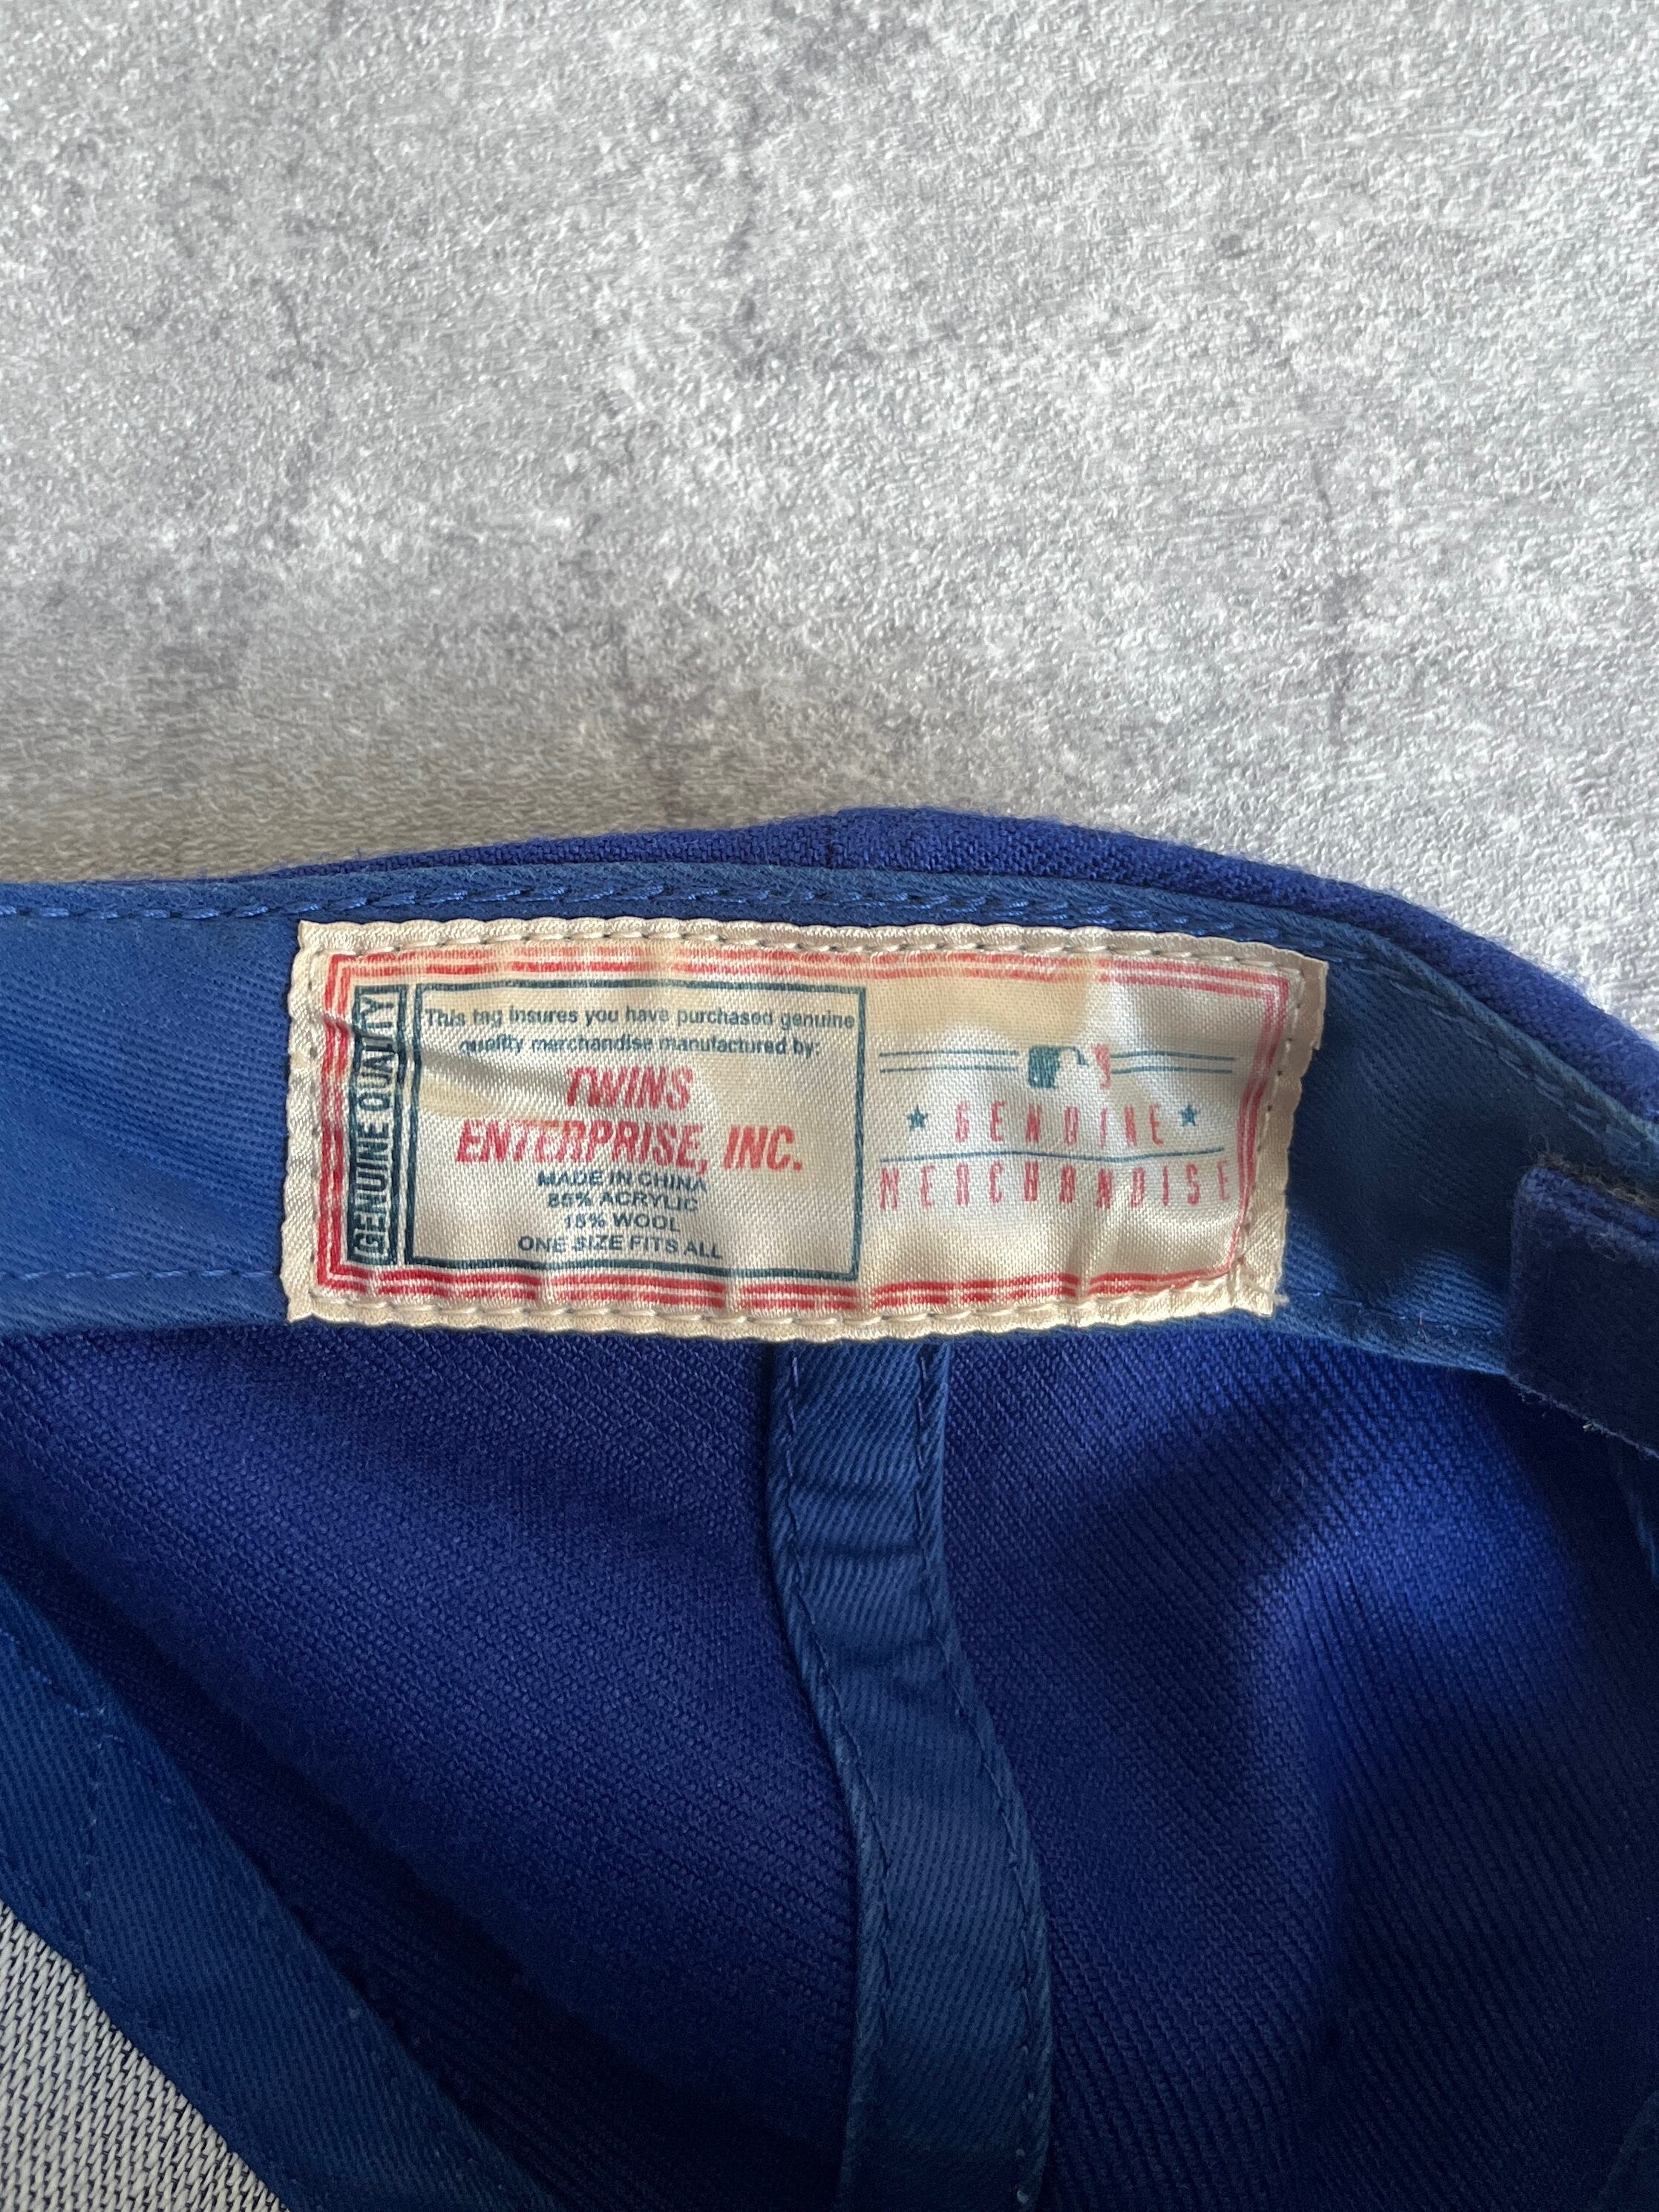 GENUINE QUALITY
This tag insures you have purchased genuine
quality merchandise manufactured by:
TWINS
ENTERPRISE, INC.
MADE IN CHINA
85% ACRYLIC
15% WOOL
ONE SIZE FITS ALL
GENUINE
MERCHANDISE